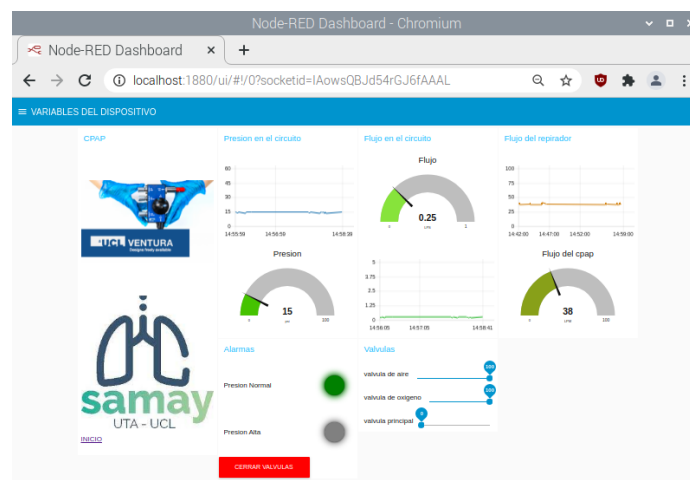 Node-RED Dashboard - Chromium
Node-RED Dashboard
localhost:1880/ui/#!/0?socketid=IAowsQBJd54rGJ6fAAAL
VARIABLES DEL DISPOSITIVO
CPAP
UCL VENTURA
Designs freely available
samay
UTA - UCL
INICIO
Presion en el circuito
60
45
30
15
0
14:55:59 14:56:59 14:58:39
Presion
15
100
Flujo en el circuito
Flujo
0.25
5
3.75
2.5
1.25
0
14:56:05 14:57:05 14:58:41
Flujo del repirador
100
75
50
25
0
14:42:00 14:47:00 14:52:00 14:59:00
Flujo del cpap
38
100
Alarmas
Presion Normal
Presion Alta
CERRAR VALVULAS
Valvulas
valvula de aire
100
valvula de oxigeno
100
valvula principal
0